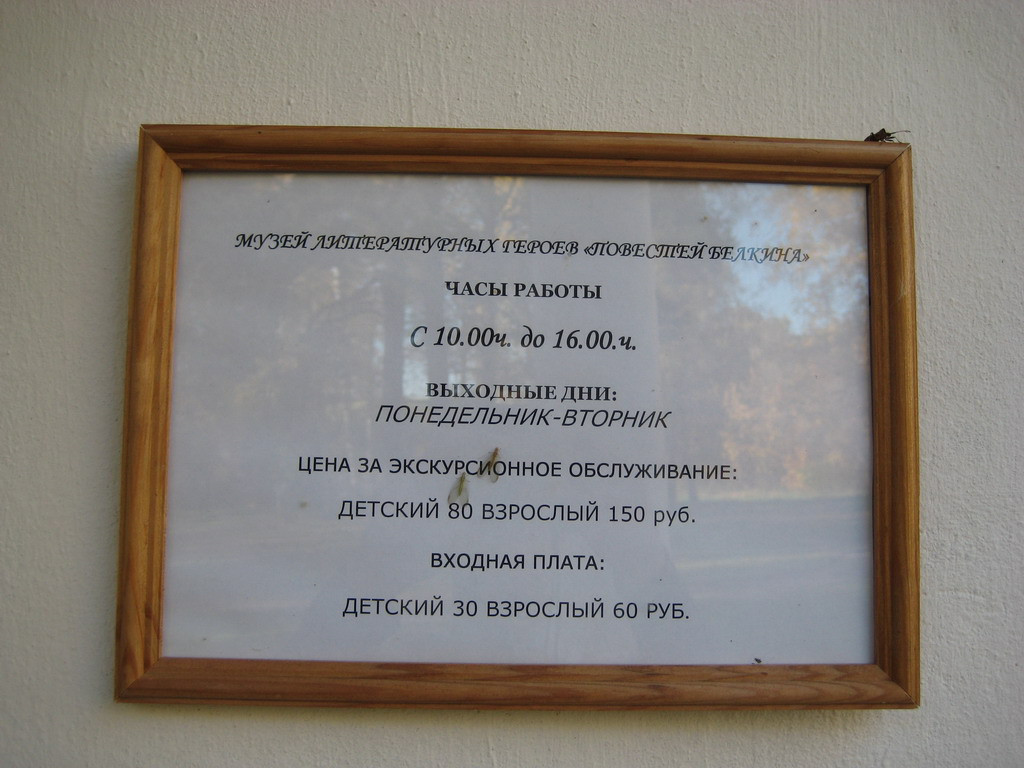 МУЗЕЙ ЛИТЕРАТУРНЫХ ГЕРОЕВ «ПОВЕСТЕЙ БЕЛКИНА»
ЧАСЫ РАБОТЫ
С 10.00ч. до 16.00.ч.
ВЫХОДНЫЕ ДНИ:
ПОНЕДЕЛЬНИК-ВТОРНИК
ЦЕНА ЗА ЭКСКУРСИОННОЕ ОБСЛУЖИВАНИЕ:
ДЕТСКИЙ 80 ВЗРОСЛЫЙ 150 руб.
ВХОДНАЯ ПЛАТА:
ДЕТСКИЙ 30 ВЗРОСЛЫЙ 60 РУБ.